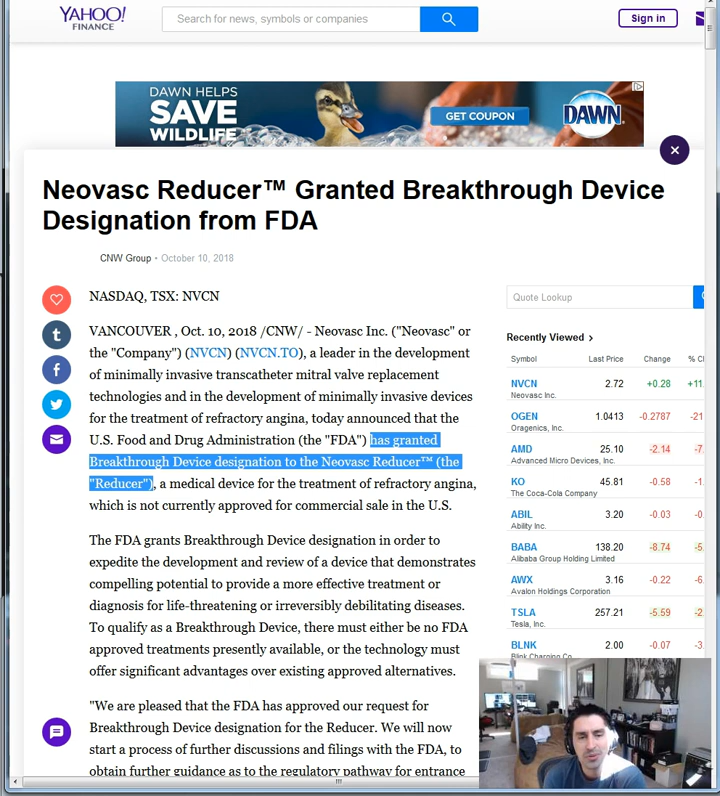 YAHOO!
FINANCE
Search for news, symbols or companies
Sign in
DAWN HELPS
SAVE
WILDLIFE
GET COUPON
DAWN
Neovasc Reducer™ Granted Breakthrough Device
Designation from FDA
CNW Group • October 10, 2018
NASDAQ, TSX: NVCN
VANCOUVER , Oct. 10, 2018 /CNW/ - Neovasc Inc. ("Neovasc" or
the "Company") (NVCN) (NVCN.TO), a leader in the development
of minimally invasive transcatheter mitral valve replacement
technologies and in the development of minimally invasive devices
for the treatment of refractory angina, today announced that the
U.S. Food and Drug Administration (the "FDA") has granted
Breakthrough Device designation to the Neovasc Reducer™ (the
"Reducer"), a medical device for the treatment of refractory angina,
which is not currently approved for commercial sale in the U.S.
The FDA grants Breakthrough Device designation in order to
expedite the development and review of a device that demonstrates
compelling potential to provide a more effective treatment or
diagnosis for life-threatening or irreversibly debilitating diseases.
To qualify as a Breakthrough Device, there must either be no FDA
approved treatments presently available, or the technology must
offer significant advantages over existing approved alternatives.
"We are pleased that the FDA has approved our request for
Breakthrough Device designation for the Reducer. We will now
start a process of further discussions and filings with the FDA, to
obtain further guidance as to the regulatory pathway for entrance
Quote Lookup
Recently Viewed >
Symbol Last Price Change % C
NVCN 2.72 +0.28 +11
Neovasc Inc.
OGEN 1.0413 -0.2787 -21
Oragenics, Inc.
AMD 25.10 -2.14 -7
Advanced Micro Devices, Inc.
KO 45.81 -0.58 -1
The Coca-Cola Company
ABIL 3.20 -0.03 -0
Ability Inc.
BABA 138.20 -8.74 -5
Alibaba Group Holding Limited
AWX 3.16 -0.22 -6
Avalon Holdings Corporation
TSLA 257.21 -5.59 -2
Tesla, Inc.
BLNK 2.00 -0.07 -3
Blink Charging Co.